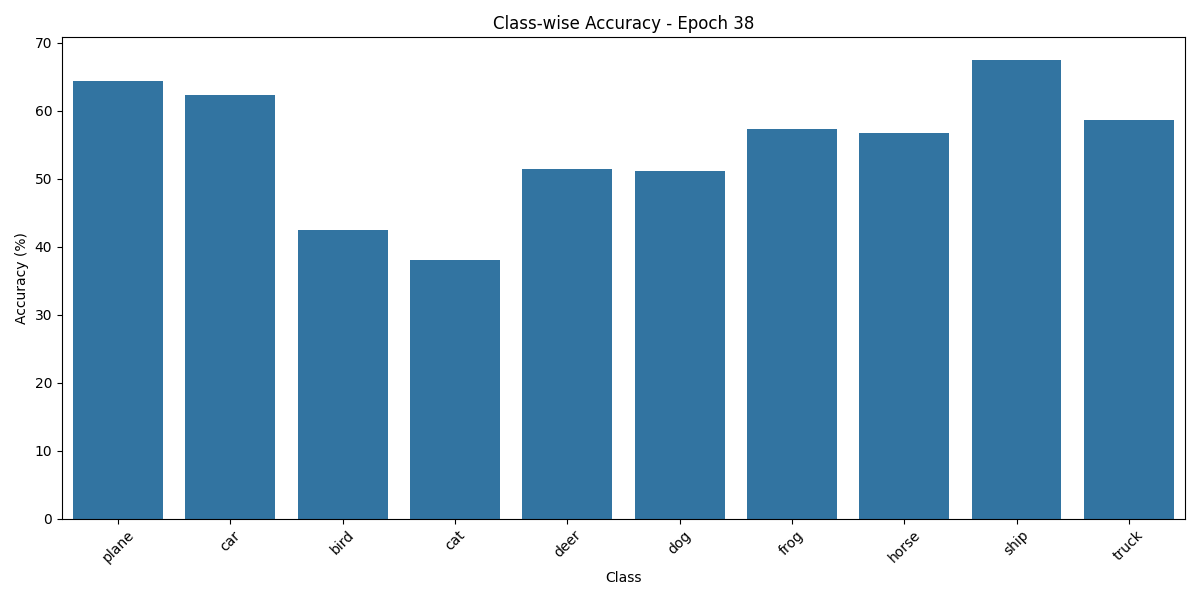 Class-wise Accuracy - Epoch 38
Accuracy (%)
70
60
50
40
30
20
10
0
plane
car
bird
cat
deer
dog
frog
horse
ship
truck
Class